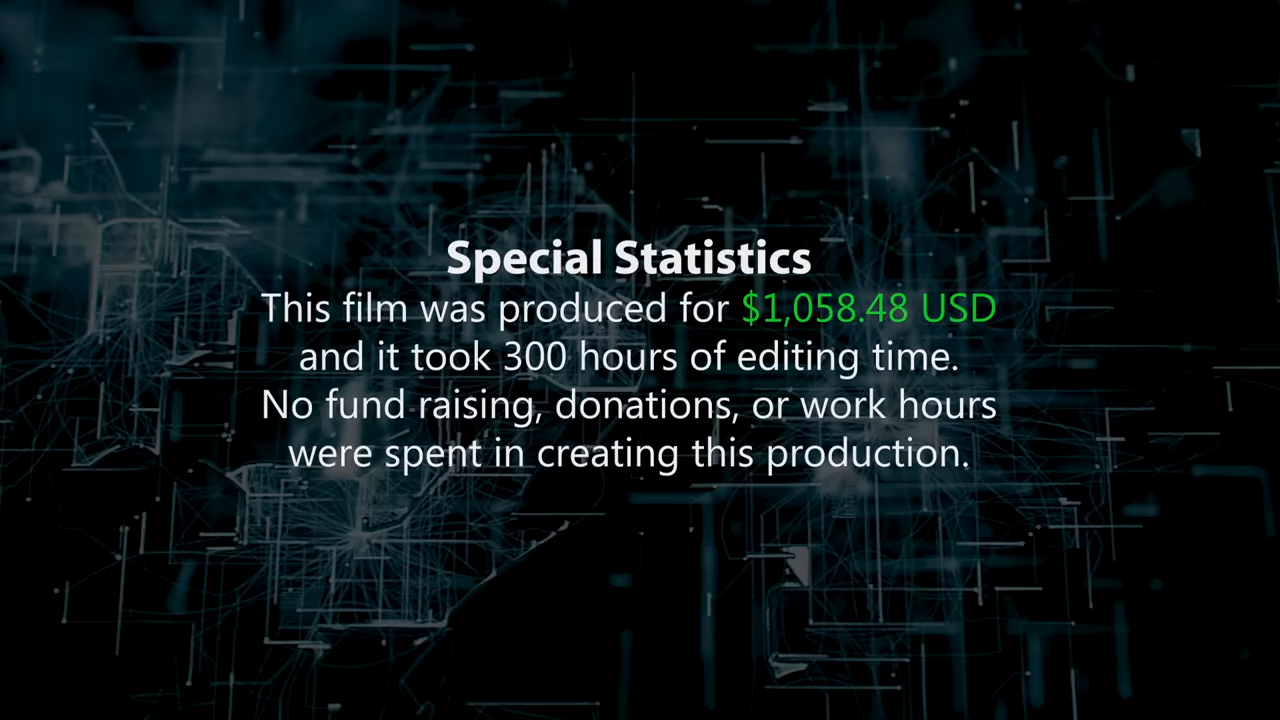 Special Statistics
This film was produced for $1,058.48 USD
and it took 300 hours of editing time.
No fund raising, donations, or work hours
were spent in creating this production.